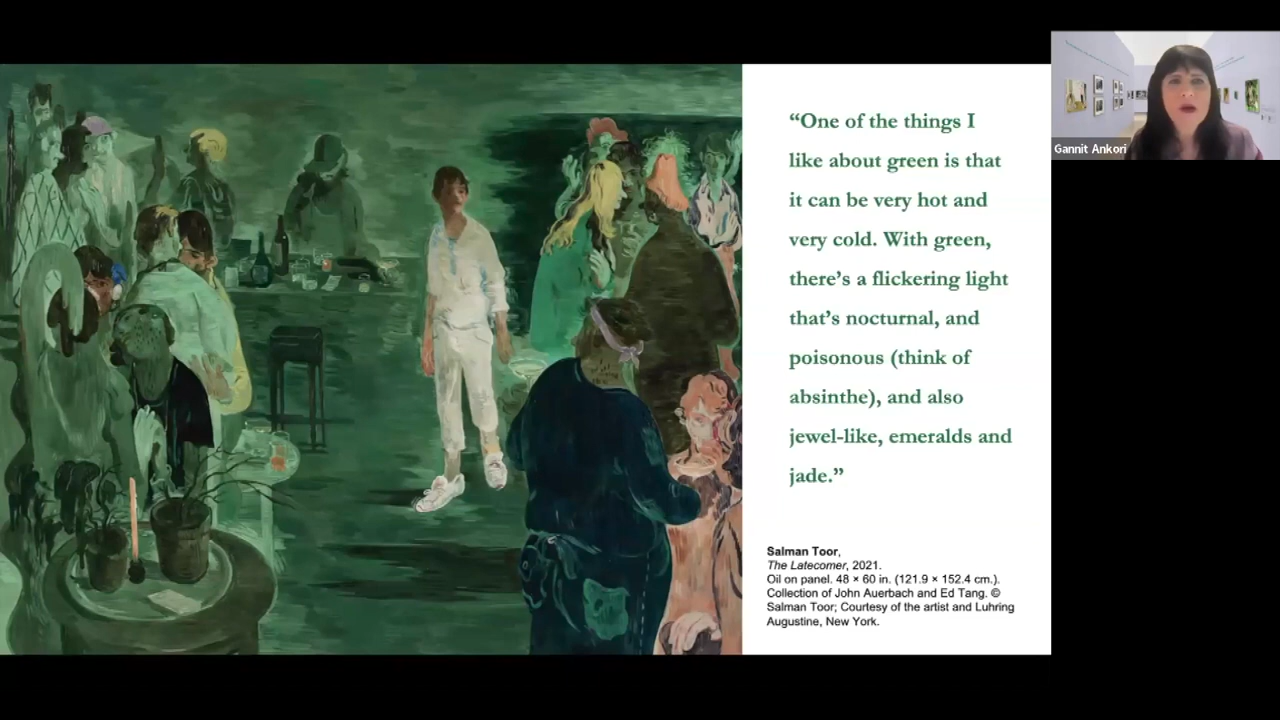 “One of the things I
like about green is that
it can be very hot and
very cold. With green,
there’s a flickering light
that’s nocturnal, and
poisonous (think of
absinthe), and also
jewel-like, emeralds and
jade.”
Salman Toor,
The Latecomer, 2021.
Oil on panel. 48 × 60 in. (121.9 × 152.4 cm.).
Collection of John Auerbach and Ed Tang. ©
Salman Toor; Courtesy of the artist and Luhring
Augustine, New York.
Gannit Ankori